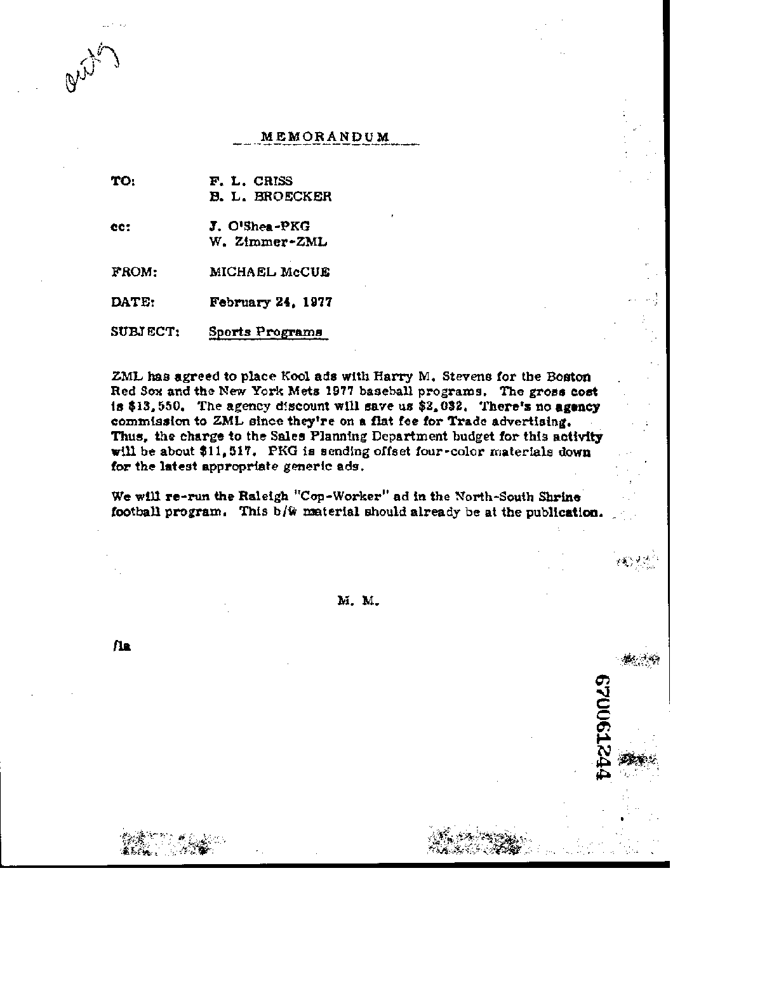 MEMORANDUM
TO: F. L. CRISS
B. L. BROECKER
cc: J. O'Shea-PKG
W. Zimmer-ZML
FROM: MICHAEL McCUE
DATE: February 24, 1977
SUBJECT: Sports Programs
ZML has agreed to place Kool ads with Harry M. Stevens for the Boston
Red Sox and the New York Mets 1977 baseball programs. The gross cost
is $13,550. The agency discount will save us $2,032. There's no agency
commission to ZML since they're on a flat fee for Trade advertising.
Thus, the charge to the Sales Planning Department budget for this activity
will be about $11,517. PKG is sending offset four-color materials down
for the latest appropriate generic ads.
We will re-run the Raleigh "Cop-Worker" ad in the North-South Shrine
football program. This b/w material should already be at the publication.
M. M.
/la
670061244